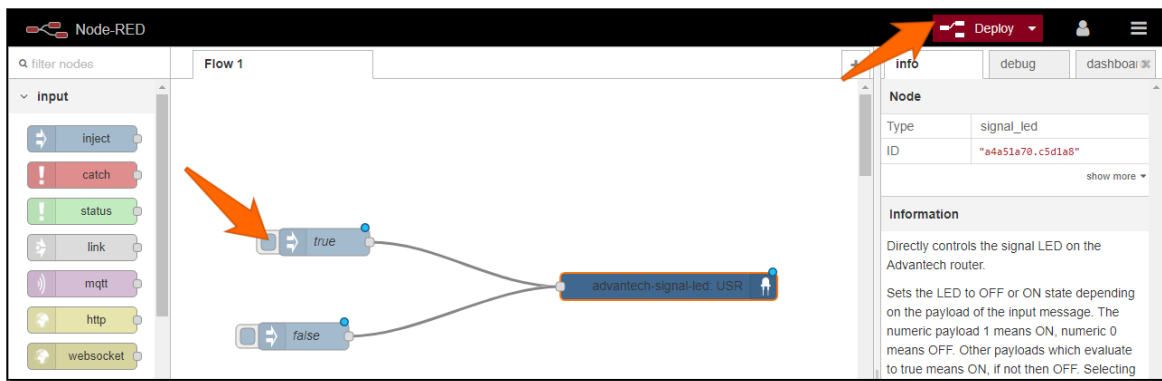 Node-RED
Deploy
filter nodes
Flow 1
+
info
debug
dashboar
input
inject
catch
status
link
mqtt
http
websocket
true
false
advantech-signal-led: USR
Node
Type signal_led
ID "a4a51a70.c5d1a8"
show more
Information
Directly controls the signal LED on the
Advantech router.
Sets the LED to OFF or ON state depending
on the payload of the input message. The
numeric payload 1 means ON, numeric 0
means OFF. Other payloads which evaluate
to true means ON, if not then OFF. Selecting